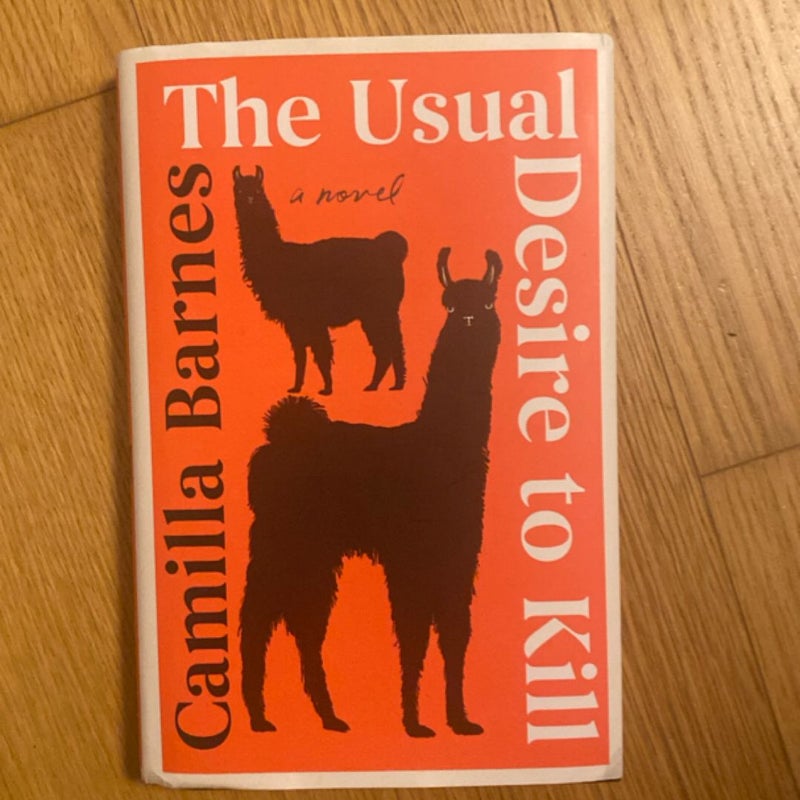 The Usual
Desire to Kill
a novel
Camilla Barnes